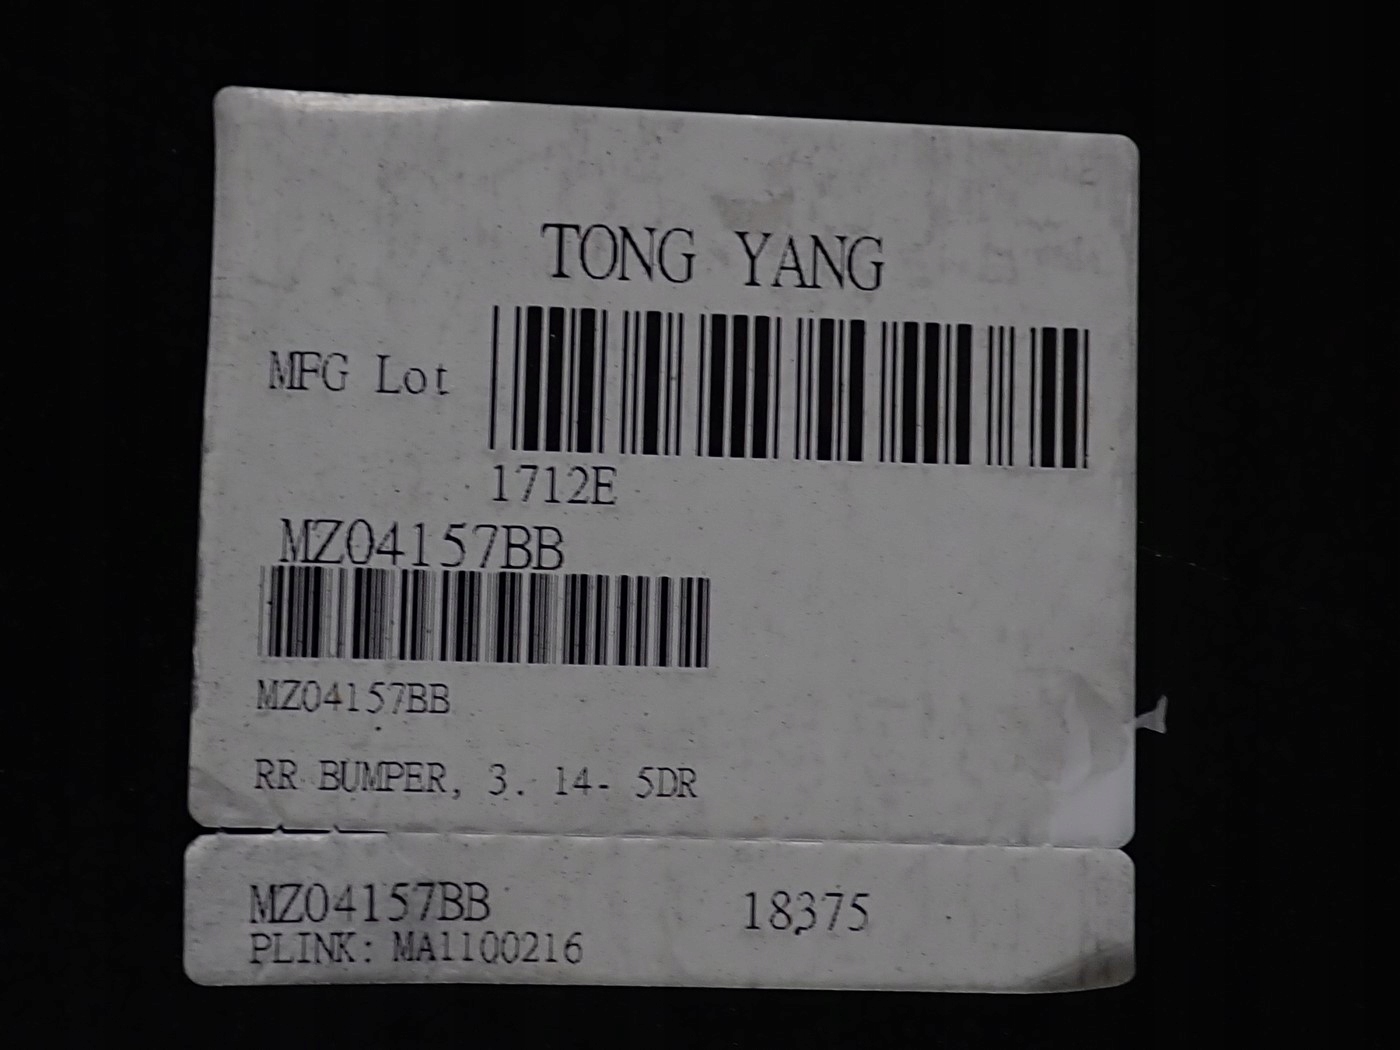 TONG YANG
MFG Lot
1712E
MZ04157BB
MZ04157BB
RR BUMPER, 3. 14- 5DR
MZ04157BB 18375
PLINK: MA1100216